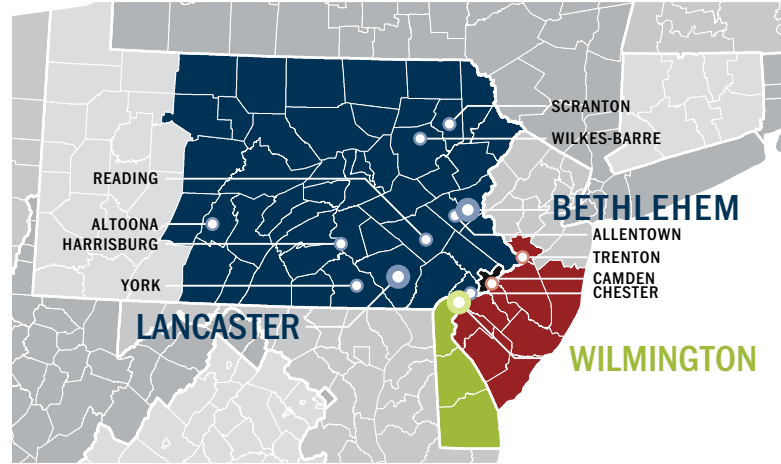 SCRANTON
WILKES-BARRE
READING
BETHLEHEM
ALTOONA
ALLENTOWN
HARRISBURG
TRENTON
CAMDEN
YORK
CHESTER
LANCASTER
WILMINGTON